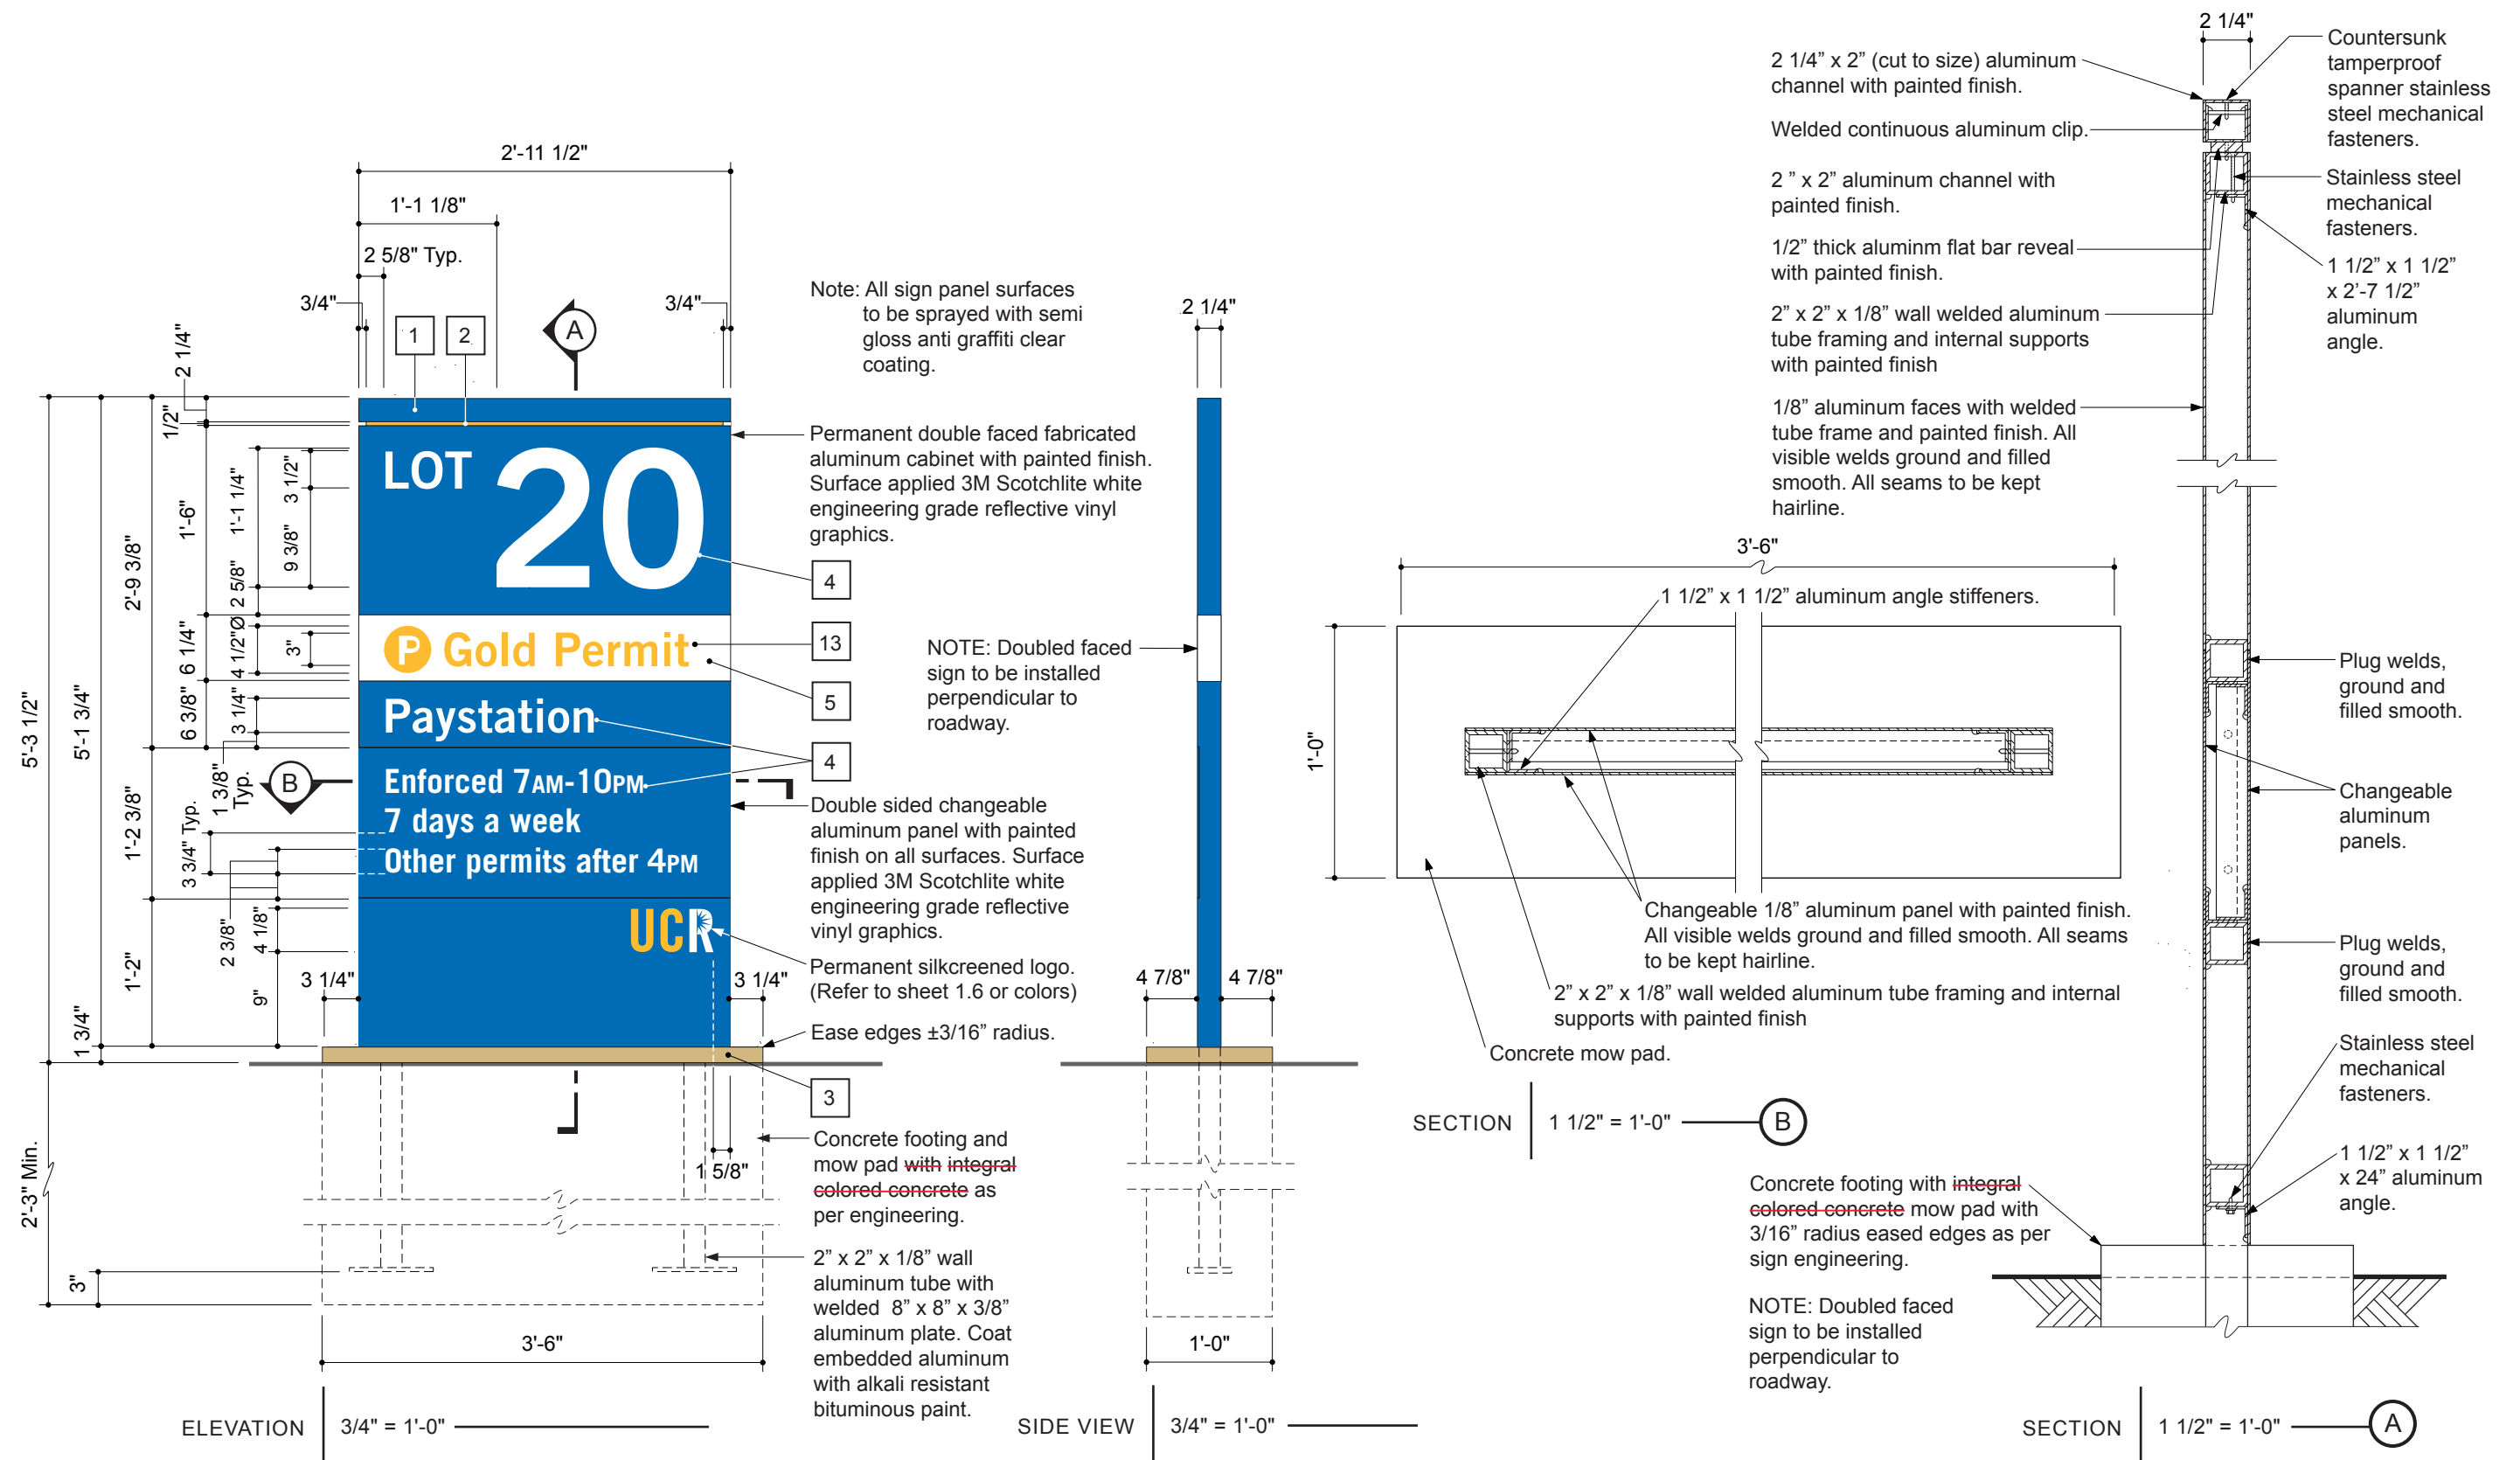 2'-11 1/2"
1'-1 1/8"
2 5/8" Typ.
3/4"
3/4"
1
2
A
2 1/4"
1/2"
1'-6"
1'-1 1/4"
3 1/2"
9 3/8"
2 5/8"
2'-9 3/8"
6 1/4"
4 1/2"Ø
3"
6 3/8"
3 1/4"
1 3/8"
Typ.
5'-3 1/2"
5'-1 3/4"
B
1'-2 3/8"
3 3/4" Typ.
2 3/8"
4 1/8"
1'-2"
9"
1 3/4"
3 1/4"
3 1/4"
2'-3" Min.
3"
1 5/8"
3'-6"
LOT 20
P Gold Permit
Paystation
Enforced 7AM-10PM
7 days a week
Other permits after 4PM
UCR
Note: All sign panel surfaces
to be sprayed with semi
gloss anti graffiti clear
coating.
Permanent double faced fabricated
aluminum cabinet with painted finish.
Surface applied 3M Scotchlite white
engineering grade reflective vinyl
graphics.
4
13
5
4
Double sided changeable
aluminum panel with painted
finish on all surfaces. Surface
applied 3M Scotchlite white
engineering grade reflective
vinyl graphics.
Permanent silkcreened logo.
(Refer to sheet 1.6 or colors)
Ease edges ±3/16” radius.
3
Concrete footing and
mow pad with integral
colored concrete as
per engineering.
2” x 2” x 1/8” wall
aluminum tube with
welded 8” x 8” x 3/8”
aluminum plate. Coat
embedded aluminum
with alkali resistant
bituminous paint.
ELEVATION 3/4" = 1'-0"
2 1/4"
NOTE: Doubled faced
sign to be installed
perpendicular to
roadway.
4 7/8"
4 7/8"
1'-0"
SIDE VIEW 3/4" = 1'-0"
3'-6"
1'-0"
1 1/2” x 1 1/2” aluminum angle stiffeners.
Changeable 1/8” aluminum panel with painted finish.
All visible welds ground and filled smooth. All seams
to be kept hairline.
2” x 2” x 1/8” wall welded aluminum tube framing and internal
supports with painted finish
Concrete mow pad.
SECTION 1 1/2" = 1'-0" B
2 1/4"
2 1/4” x 2” (cut to size) aluminum
channel with painted finish.
Welded continuous aluminum clip.
2 ” x 2” aluminum channel with
painted finish.
1/2” thick aluminm flat bar reveal
with painted finish.
2” x 2” x 1/8” wall welded aluminum
tube framing and internal supports
with painted finish
1/8” aluminum faces with welded
tube frame and painted finish. All
visible welds ground and filled
smooth. All seams to be kept
hairline.
Countersunk
tamperproof
spanner stainless
steel mechanical
fasteners.
Stainless steel
mechanical
fasteners.
1 1/2” x 1 1/2”
x 2’-7 1/2”
aluminum
angle.
Plug welds,
ground and
filled smooth.
Changeable
aluminum
panels.
Plug welds,
ground and
filled smooth.
Stainless steel
mechanical
fasteners.
1 1/2” x 1 1/2”
x 24” aluminum
angle.
Concrete footing with integral
colored concrete mow pad with
3/16” radius eased edges as per
sign engineering.
NOTE: Doubled faced
sign to be installed
perpendicular to
roadway.
SECTION 1 1/2" = 1'-0" A